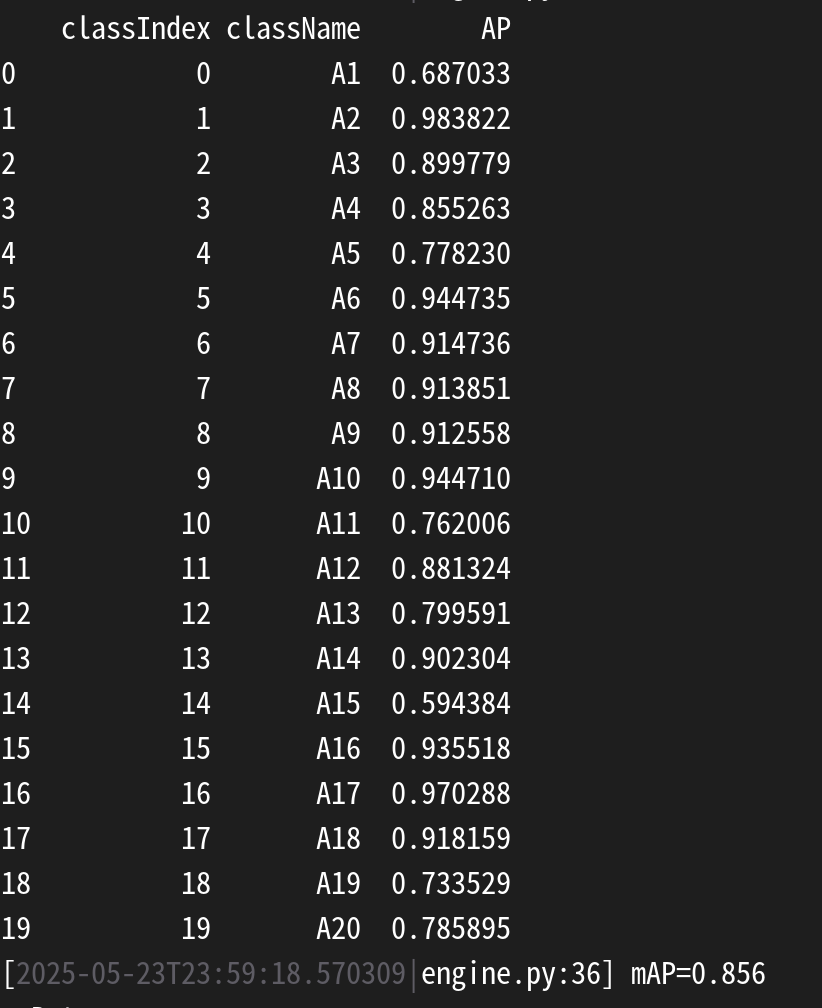 classIndex className AP
0 0 A1 0.687033
1 1 A2 0.983822
2 2 A3 0.899779
3 3 A4 0.855263
4 4 A5 0.778230
5 5 A6 0.944735
6 6 A7 0.914736
7 7 A8 0.913851
8 8 A9 0.912558
9 9 A10 0.944710
10 10 A11 0.762006
11 11 A12 0.881324
12 12 A13 0.799591
13 13 A14 0.902304
14 14 A15 0.594384
15 15 A16 0.935518
16 16 A17 0.970288
17 17 A18 0.918159
18 18 A19 0.733529
19 19 A20 0.785895
[2025-05-23T23:59:18.570309|engine.py:36] mAP=0.856